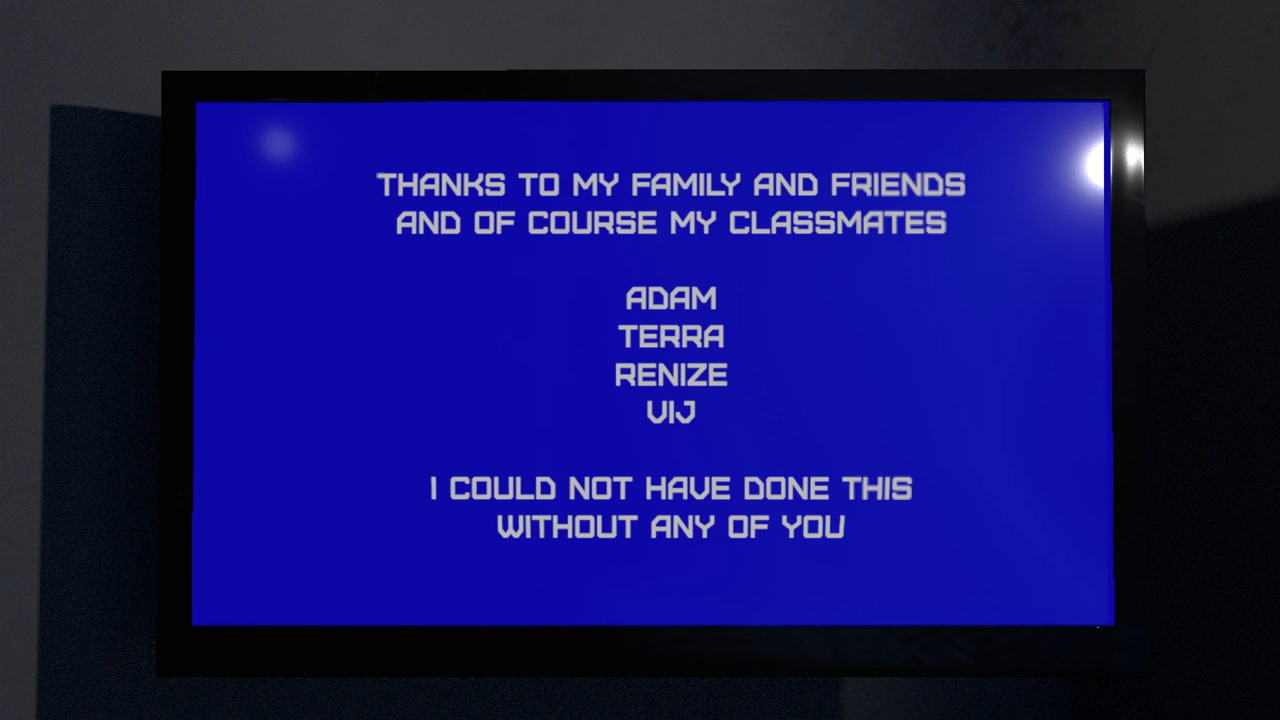 THANKS TO MY FAMILY AND FRIENDS
AND OF COURSE MY CLASSMATES
ADAM
TERRA
RENIZE
VIJ
I COULD NOT HAVE DONE THIS
WITHOUT ANY OF YOU